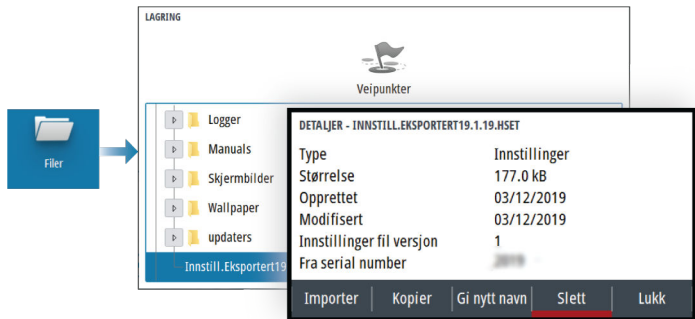 LAGRING
Veipunkter
Filer
Logger
Manuals
Skjermbilder
Wallpaper
updaters
Innstill.Eksportert19
DETALJER - INNSTILL.EKSPORTERT19.1.19.HSET
Type Innstillinger
Størrelse 177.0 kB
Opprettet 03/12/2019
Modifisert 03/12/2019
Innstillinger fil versjon 1
Fra serial number
Importer Kopier Gi nytt navn Slett Lukk